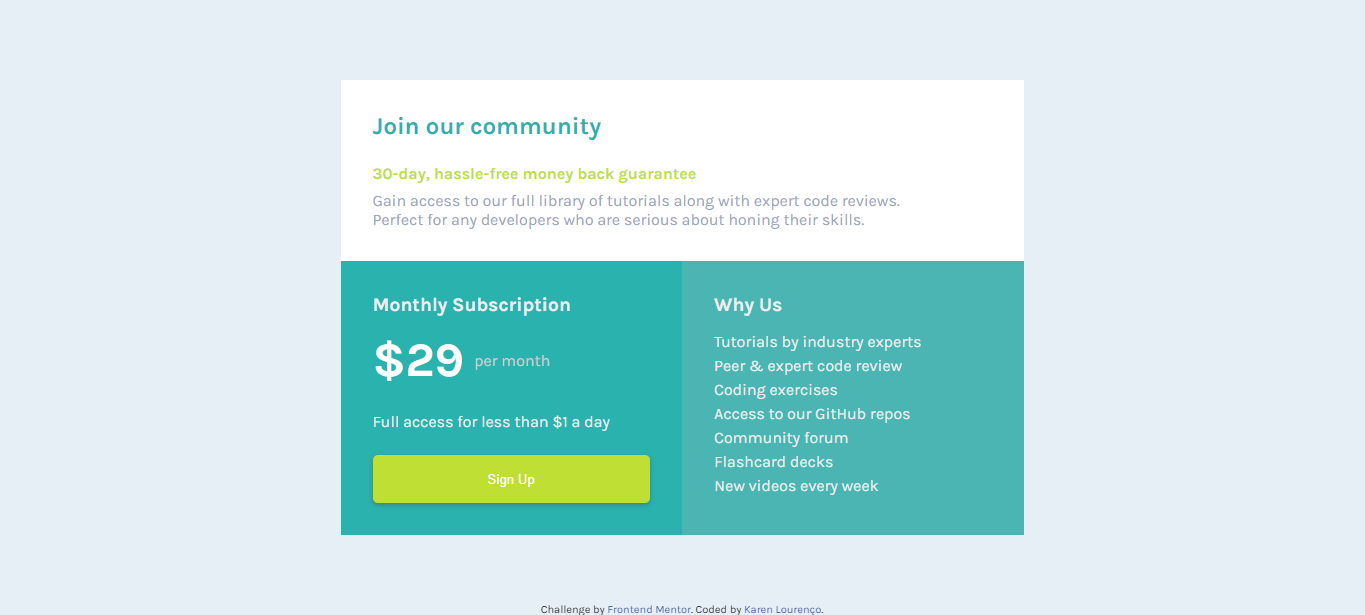 Join our community
30-day, hassle-free money back guarantee
Gain access to our full library of tutorials along with expert code reviews.
Perfect for any developers who are serious about honing their skills.
Monthly Subscription
$29 per month
Full access for less than $1 a day
Sign Up
Why Us
Tutorials by industry experts
Peer & expert code review
Coding exercises
Access to our GitHub repos
Community forum
Flashcard decks
New videos every week
Challenge by Frontend Mentor. Coded by Karen Lourenço.